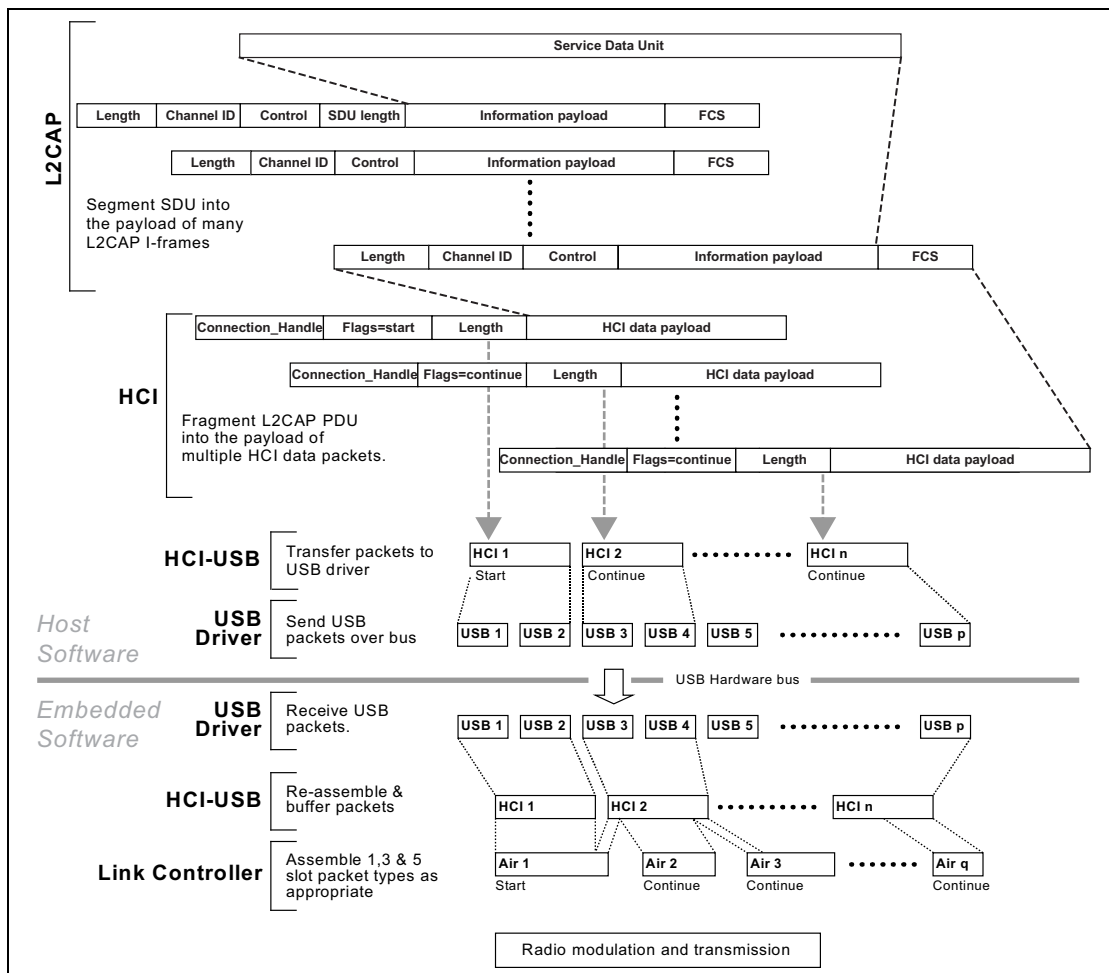 Service Data Unit
L2CAP
Length Channel ID Control SDU length Information payload FCS
Length Channel ID Control Information payload FCS
Segment SDU into
the payload of many
L2CAP I-frames
Length Channel ID Control Information payload FCS
Connection_Handle Flags=start Length HCI data payload
Connection_Handle Flags=continue Length HCI data payload
HCI
Fragment L2CAP PDU
into the payload of
multiple HCI data packets.
Connection_Handle Flags=continue Length HCI data payload
HCI-USB
Transfer packets to
USB driver
HCI 1 HCI 2 HCI n
Start Continue Continue
Host
Software
USB
Driver
Send USB
packets over bus
USB 1 USB 2 USB 3 USB 4 USB 5 USB p
USB Hardware bus
Embedded
Software
USB
Driver
Receive USB
packets.
USB 1 USB 2 USB 3 USB 4 USB 5 USB p
HCI-USB
Re-assemble &
buffer packets
HCI 1 HCI 2 HCI n
Link Controller
Assemble 1,3 & 5
slot packet types as
appropriate
Air 1 Air 2 Air 3 Air q
Start Continue Continue Continue
Radio modulation and transmission